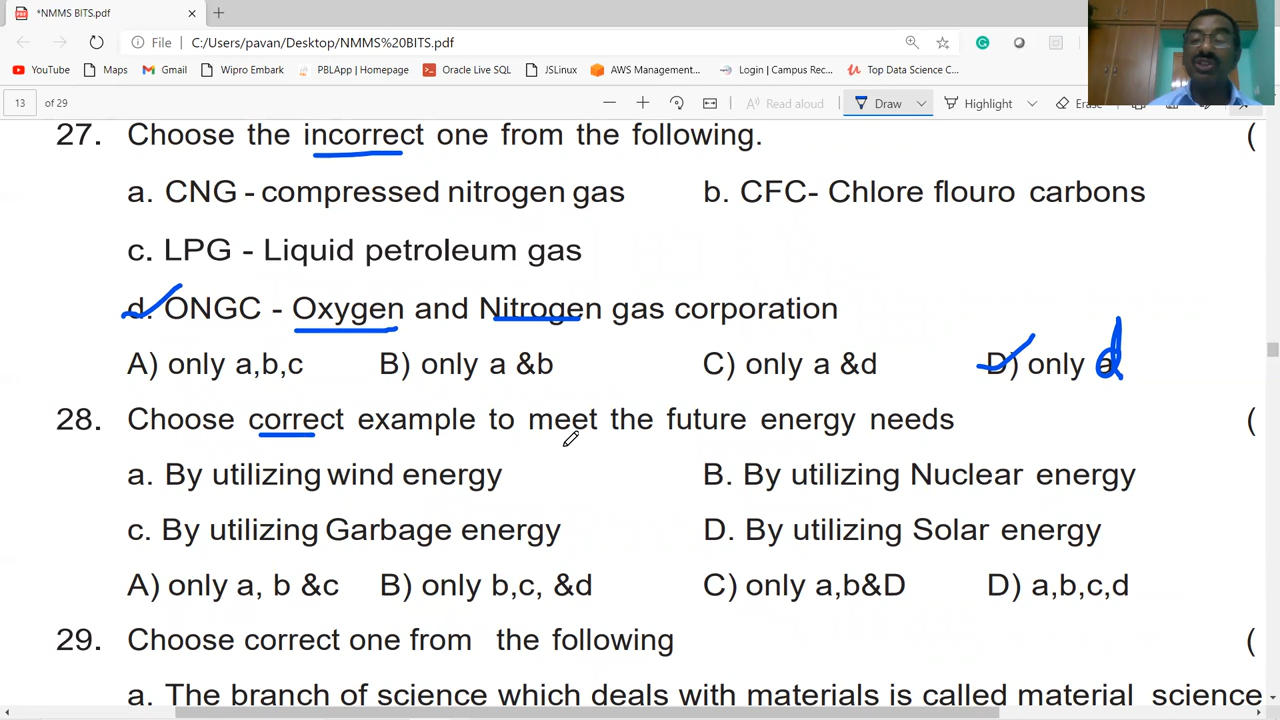 *NMMS BITS.pdf
File C:/Users/pavan/Desktop/NMMS%20BITS.pdf
YouTube Maps Gmail Wipro Embark PBLApp | Homepage Oracle Live SQL JSLinux AWS Management... Login | Campus Rec... Top Data Science C...
13 of 29 Read aloud Draw Highlight Erase
27. Choose the incorrect one from the following. (
a. CNG - compressed nitrogen gas b. CFC- Chlore flouro carbons
c. LPG - Liquid petroleum gas
d. ONGC - Oxygen and Nitrogen gas corporation
A) only a,b,c B) only a &b C) only a &d D) only d
28. Choose correct example to meet the future energy needs (
a. By utilizing wind energy B. By utilizing Nuclear energy
c. By utilizing Garbage energy D. By utilizing Solar energy
A) only a, b &c B) only b,c, &d C) only a,b&D D) a,b,c,d
29. Choose correct one from the following (
a. The branch of science which deals with materials is called material science